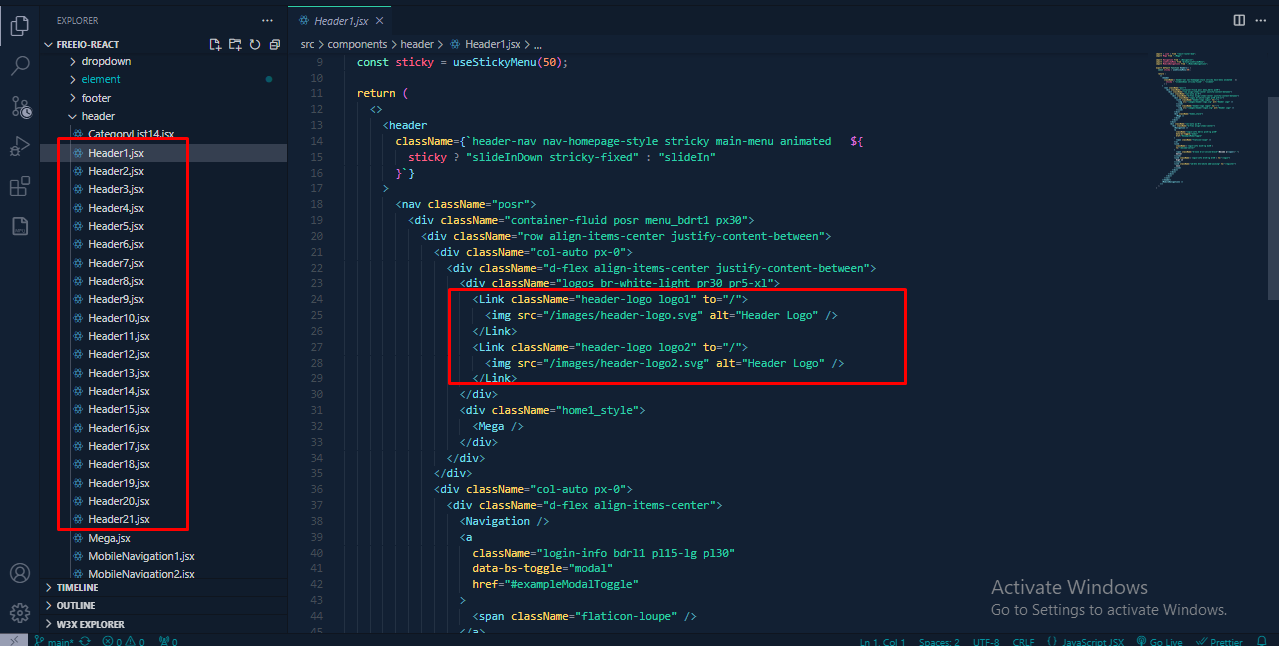 EXPLORER
FREEIO-REACT
dropdown
element
footer
header
CategoryList14.jsx
Header1.jsx
Header2.jsx
Header3.jsx
Header4.jsx
Header5.jsx
Header6.jsx
Header7.jsx
Header8.jsx
Header9.jsx
Header10.jsx
Header11.jsx
Header12.jsx
Header13.jsx
Header14.jsx
Header15.jsx
Header16.jsx
Header17.jsx
Header18.jsx
Header19.jsx
Header20.jsx
Header21.jsx
Mega.jsx
MobileNavigation1.jsx
MobileNavigation2.jsx
TIMELINE
OUTLINE
W3X EXPLORER
Header1.jsx
src > components > header > Header1.jsx > ...
9 const sticky = useStickyMenu(50);
10
11 return (
12 <>
13 <header
14 className={`header-nav nav-homepage-style stricky main-menu animated   ${
15 sticky ? "slideInDown stricky-fixed" : "slideIn"
16 }`}
17 >
18 <nav className="posr">
19 <div className="container-fluid posr menu_bdrt1 px30">
20 <div className="row align-items-center justify-content-between">
21 <div className="col-auto px-0">
22 <div className="d-flex align-items-center justify-content-between">
23 <div className="logos br-white-light pr30 pr5-xl">
24 <Link className="header-logo logo1" to="/">
25 <img src="/images/header-logo.svg" alt="Header Logo" />
26 </Link>
27 <Link className="header-logo logo2" to="/">
28 <img src="/images/header-logo2.svg" alt="Header Logo" />
29 </Link>
30 </div>
31 <div className="home1_style">
32 <Mega />
33 </div>
34 </div>
35 </div>
36 <div className="col-auto px-0">
37 <div className="d-flex align-items-center">
38 <Navigation />
39 <a
40 className="login-info bdrl1 pl15-lg pl30"
41 data-bs-toggle="modal"
42 href="#exampleModalToggle"
43 >
44 <span className="flaticon-loupe" />
45 </a>
Activate Windows
Go to Settings to activate Windows.
main* 0 0 0 Ln 1, Col 1 Spaces: 2 UTF-8 CRLF {} JavaScript JSX Go Live Prettier